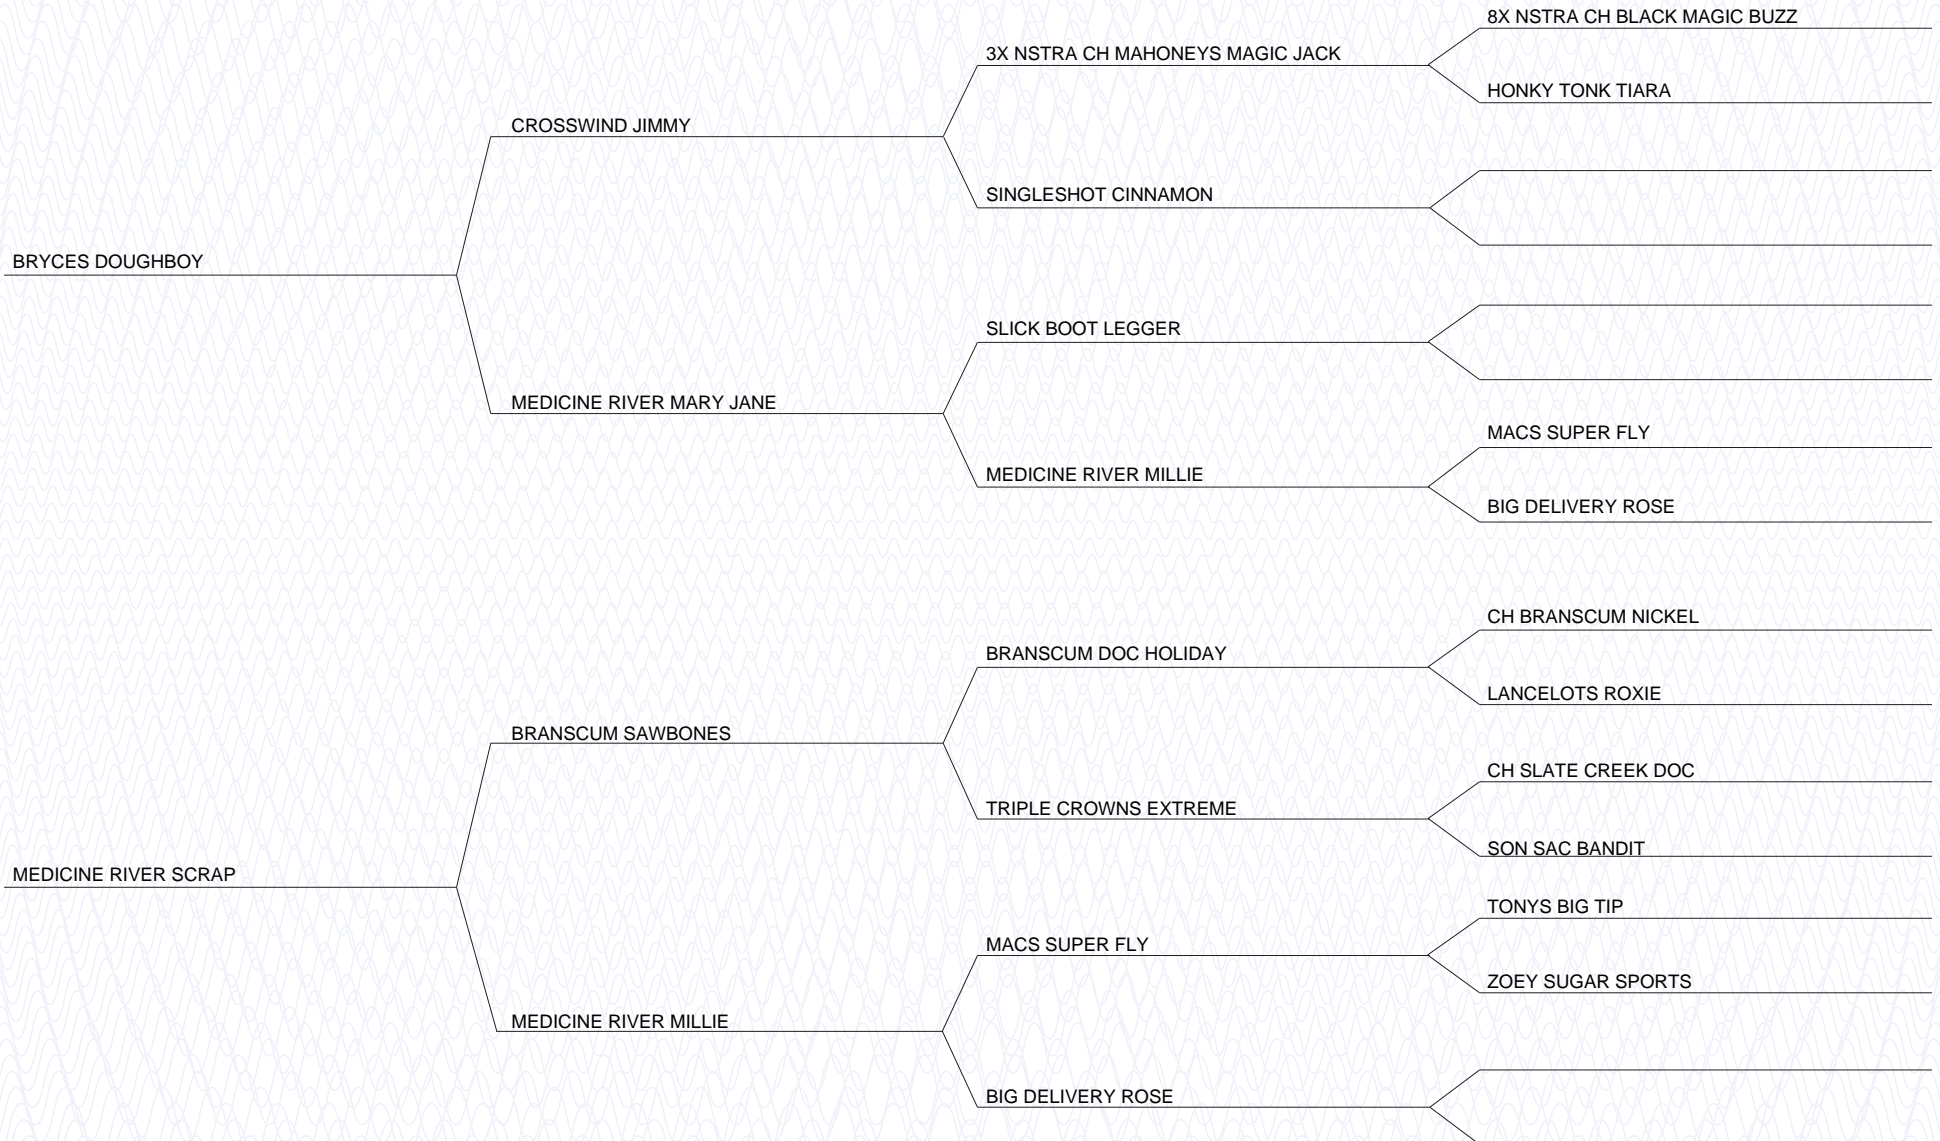 8X NSTRA CH BLACK MAGIC BUZZ
3X NSTRA CH MAHONEYS MAGIC JACK
HONKY TONK TIARA
CROSSWIND JIMMY
SINGLESHOT CINNAMON
BRYCES DOUGHBOY
SLICK BOOT LEGGER
MEDICINE RIVER MARY JANE
MACS SUPER FLY
MEDICINE RIVER MILLIE
BIG DELIVERY ROSE
CH BRANSCUM NICKEL
BRANSCUM DOC HOLIDAY
LANCELOTS ROXIE
BRANSCUM SAWBONES
CH SLATE CREEK DOC
TRIPLE CROWNS EXTREME
SON SAC BANDIT
MEDICINE RIVER SCRAP
TONYS BIG TIP
MACS SUPER FLY
ZOEY SUGAR SPORTS
MEDICINE RIVER MILLIE
BIG DELIVERY ROSE